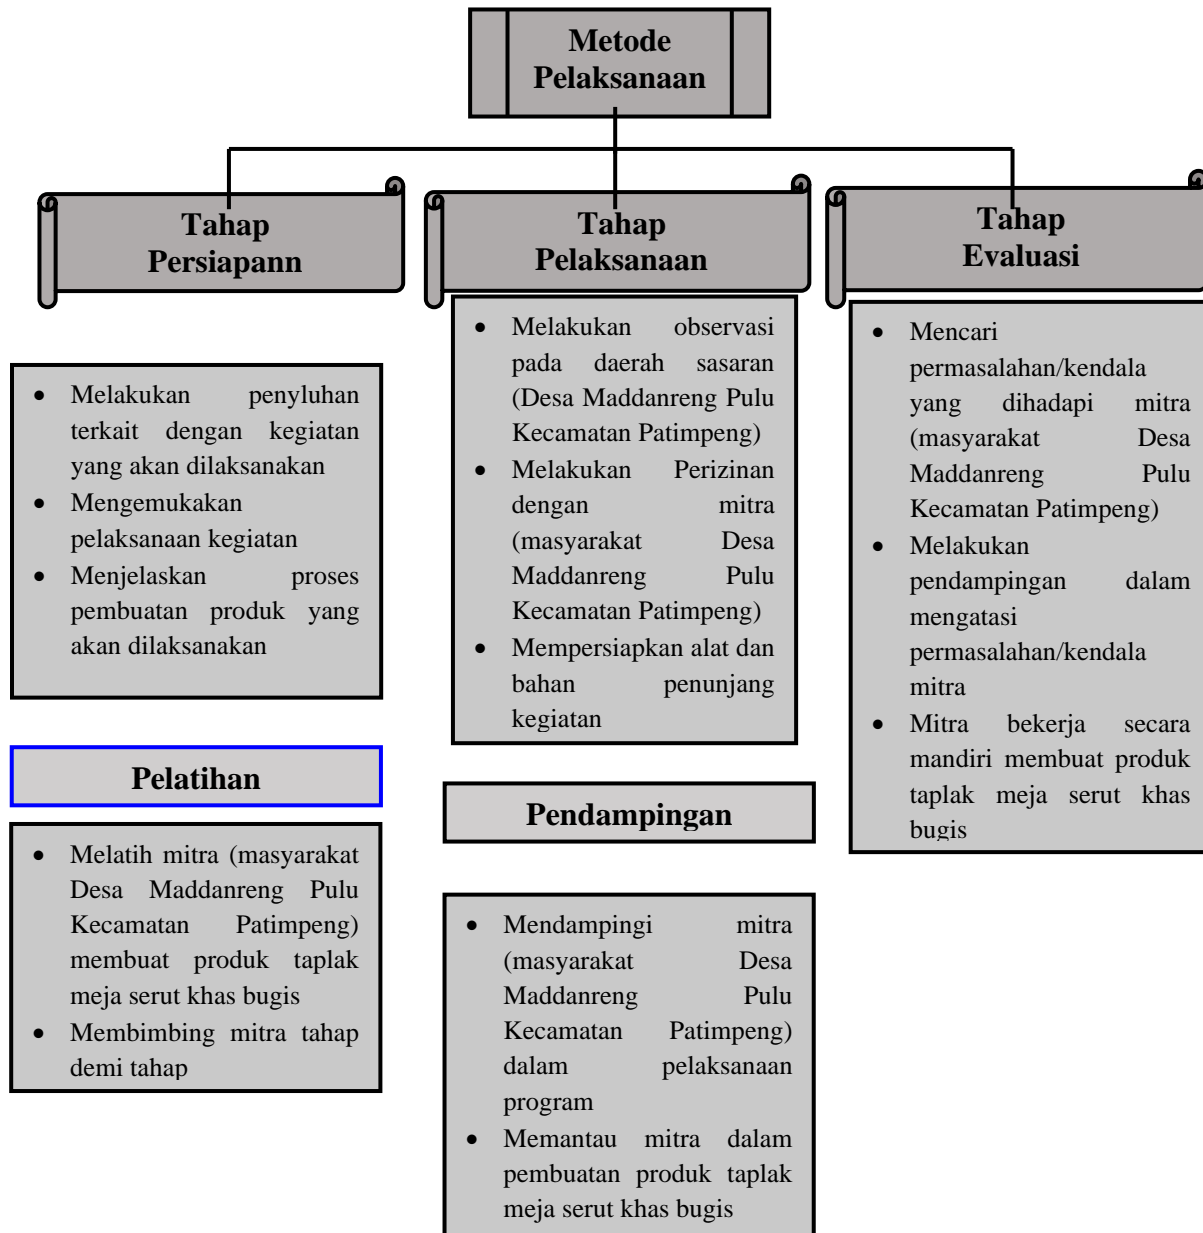 Metode
Pelaksanaan
Tahap
Persiapann
• Melakukan penyluhan
terkait dengan kegiatan
yang akan dilaksanakan
• Mengemukakan
pelaksanaan kegiatan
• Menjelaskan proses
pembuatan produk yang
akan dilaksanakan
Pelatihan
• Melatih mitra (masyarakat
Desa Maddanreng Pulu
Kecamatan Patimpeng)
membuat produk taplak
meja serut khas bugis
• Membimbing mitra tahap
demi tahap
Tahap
Pelaksanaan
• Melakukan observasi
pada daerah sasaran
(Desa Maddanreng Pulu
Kecamatan Patimpeng)
• Melakukan Perizinan
dengan mitra
(masyarakat Desa
Maddanreng Pulu
Kecamatan Patimpeng)
• Mempersiapkan alat dan
bahan penunjang
kegiatan
Pendampingan
• Mendampingi mitra
(masyarakat Desa
Maddanreng Pulu
Kecamatan Patimpeng)
dalam pelaksanaan
program
• Memantau mitra dalam
pembuatan produk taplak
meja serut khas bugis
Tahap
Evaluasi
• Mencari
permasalahan/kendala
yang dihadapi mitra
(masyarakat Desa
Maddanreng Pulu
Kecamatan Patimpeng)
• Melakukan
pendampingan dalam
mengatasi
permasalahan/kendala
mitra
• Mitra bekerja secara
mandiri membuat produk
taplak meja serut khas
bugis